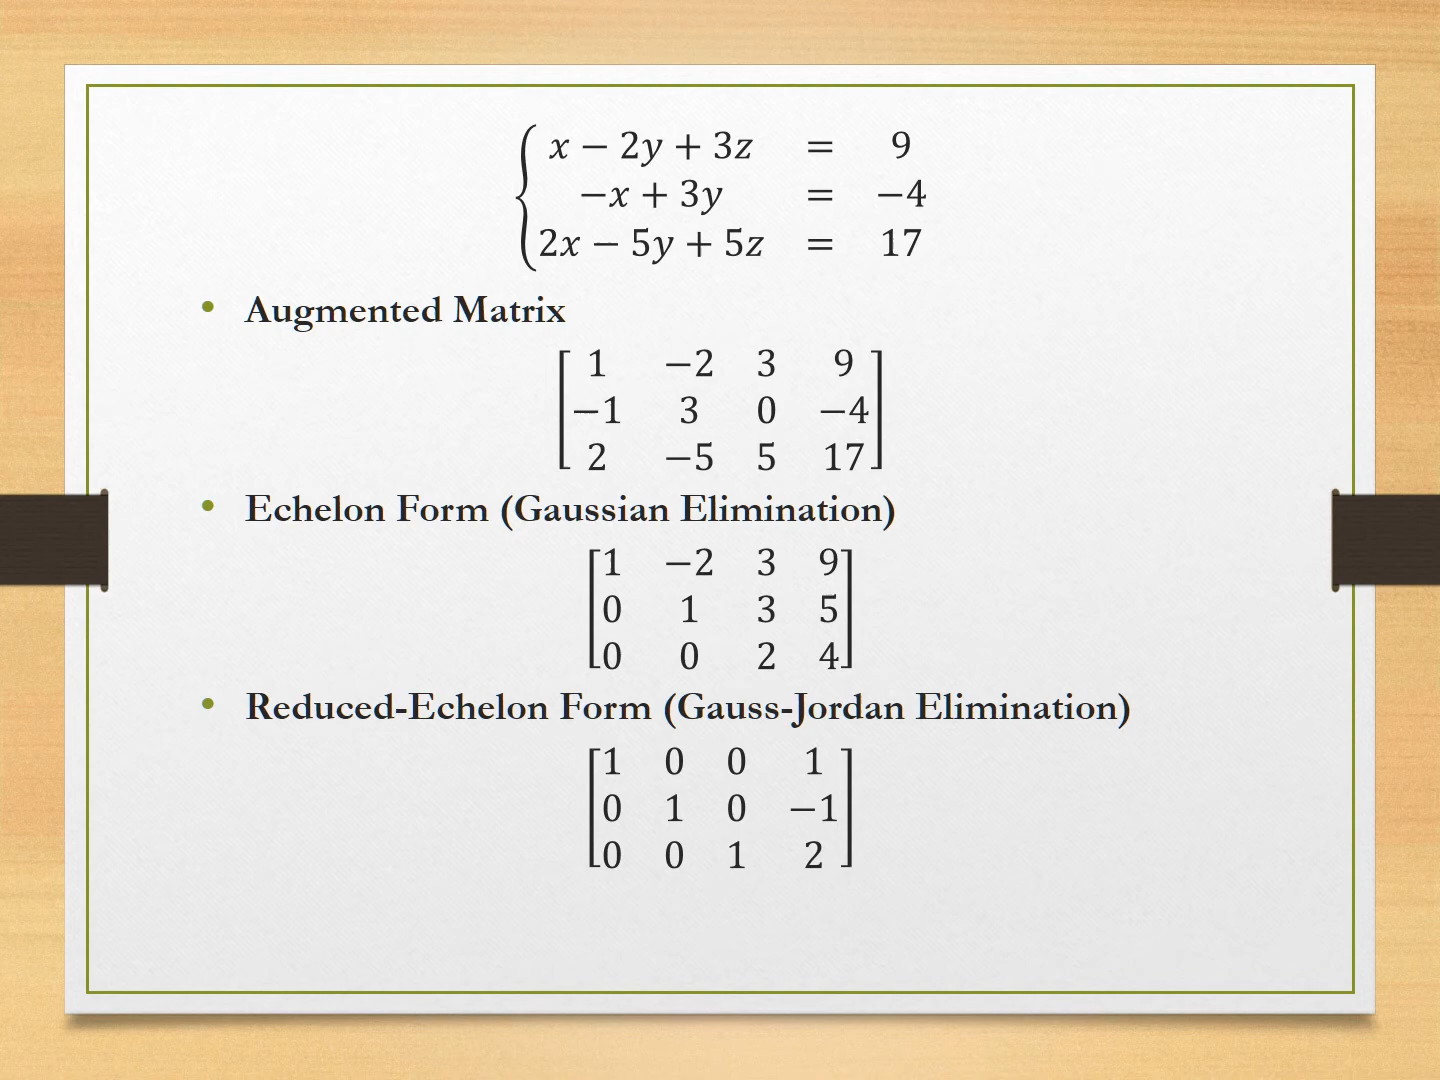 x − 2y + 3z = 9
−x + 3y = −4
2x − 5y + 5z = 17
• Augmented Matrix
1 −2 3 9
−1 3 0 −4
2 −5 5 17
• Echelon Form (Gaussian Elimination)
1 −2 3 9
0 1 3 5
0 0 2 4
• Reduced-Echelon Form (Gauss-Jordan Elimination)
1 0 0 1
0 1 0 −1
0 0 1 2